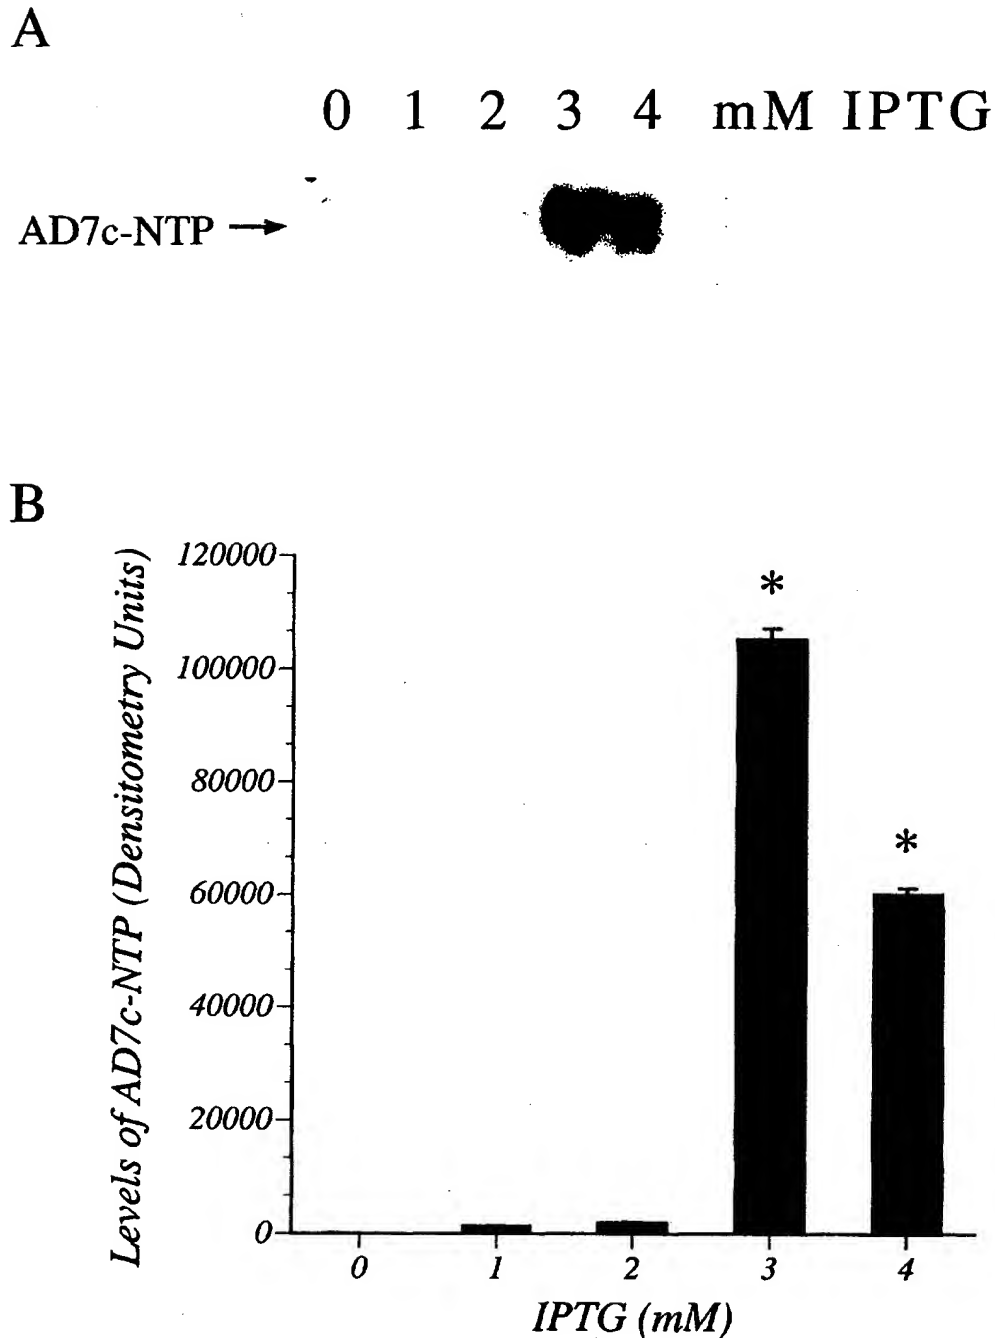 A
0 1 2 3 4 mM IPTG
AD7c-NTP
B
Levels of AD7c-NTP (Densitometry Units)
120000
100000
80000
60000
40000
20000
0
*
*
0 1 2 3 4
IPTG (mM)